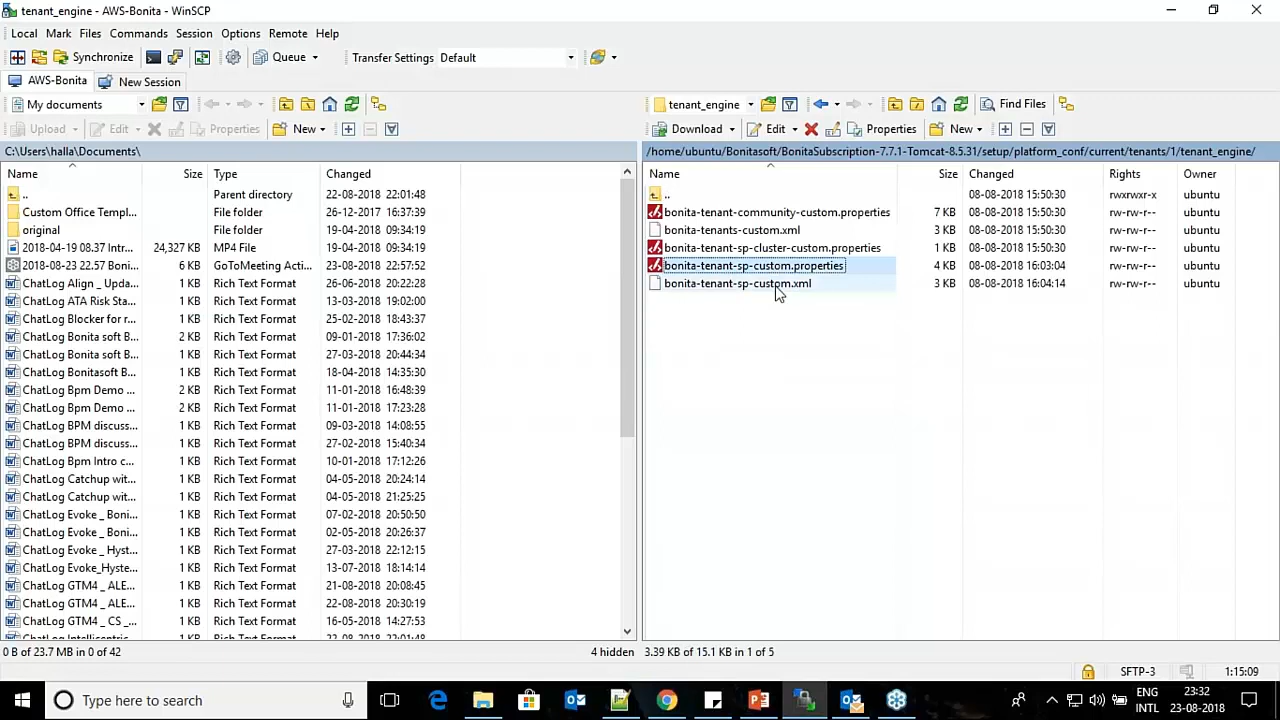 tenant_engine - AWS-Bonita - WinSCP
Local Mark Files Commands Session Options Remote Help
Synchronize Queue Transfer Settings Default
AWS-Bonita New Session
My documents
Upload Edit Properties New
C:\Users\halla\Documents\
Name Size Type Changed
.. Parent directory 22-08-2018 22:01:48
Custom Office Templ... File folder 26-12-2017 16:37:39
original File folder 19-04-2018 09:34:19
2018-04-19 08.37 Intr... 24,327 KB MP4 File 19-04-2018 09:34:19
2018-08-23 22.57 Boni... 6 KB GoToMeeting Acti... 23-08-2018 22:57:52
ChatLog Align _ Upda... 1 KB Rich Text Format 26-06-2018 20:22:28
ChatLog ATA Risk Sta... 1 KB Rich Text Format 13-03-2018 19:02:00
ChatLog Blocker for r... 1 KB Rich Text Format 25-01-2018 18:43:37
ChatLog Bonita soft B... 2 KB Rich Text Format 09-01-2018 17:36:02
ChatLog Bonita soft B... 1 KB Rich Text Format 27-03-2018 20:44:34
ChatLog Bonitasoft B... 1 KB Rich Text Format 18-04-2018 14:35:30
ChatLog Bpm Demo ... 2 KB Rich Text Format 11-01-2018 16:48:39
ChatLog Bpm Demo ... 2 KB Rich Text Format 11-01-2018 17:23:28
ChatLog BPM discuss... 1 KB Rich Text Format 09-03-2018 14:08:55
ChatLog BPM discuss... 1 KB Rich Text Format 27-02-2018 15:40:34
ChatLog Bpm Intro c... 1 KB Rich Text Format 10-01-2018 17:12:26
ChatLog Catchup wit... 1 KB Rich Text Format 04-05-2018 20:24:14
ChatLog Catchup wit... 1 KB Rich Text Format 04-05-2018 21:25:25
ChatLog Evoke _ Boni... 1 KB Rich Text Format 07-02-2018 20:50:50
ChatLog Evoke _ Boni... 1 KB Rich Text Format 02-05-2018 20:26:37
ChatLog Evoke _ Hyst... 1 KB Rich Text Format 27-03-2018 22:12:15
ChatLog Evoke_Hyste... 1 KB Rich Text Format 13-07-2018 18:14:14
ChatLog GTM4 _ ALE... 1 KB Rich Text Format 21-08-2018 20:08:45
ChatLog GTM4 _ ALE... 1 KB Rich Text Format 22-08-2018 20:30:19
ChatLog GTM4 _ CS _... 1 KB Rich Text Format 16-05-2018 14:27:53
ChatLog Intelliceptric 1 KB Rich Text Format 22-08-2018 22:01:48
0 B of 23.7 MB in 0 of 42 4 hidden
tenant_engine Find Files
Download Edit Properties New
/home/ubuntu/Bonitasoft/BonitaSubscription-7.7.1-Tomcat-8.5.31/setup/platform_conf/current/tenants/1/tenant_engine/
Name Size Changed Rights Owner
.. 08-08-2018 15:50:30 rwxrwxr-x ubuntu
bonita-tenant-community-custom.properties 7 KB 08-08-2018 15:50:30 rw-rw-r-- ubuntu
bonita-tenants-custom.xml 3 KB 08-08-2018 15:50:30 rw-rw-r-- ubuntu
bonita-tenant-sp-cluster-custom.properties 1 KB 08-08-2018 15:50:30 rw-rw-r-- ubuntu
bonita-tenant-sp-custom.properties 4 KB 08-08-2018 16:03:04 rw-rw-r-- ubuntu
bonita-tenant-sp-custom.xml 3 KB 08-08-2018 16:04:14 rw-rw-r-- ubuntu
3.39 KB of 15.1 KB in 1 of 5
SFTP-3 1:15:09
Type here to search
ENG 23:32
INTL 23-08-2018